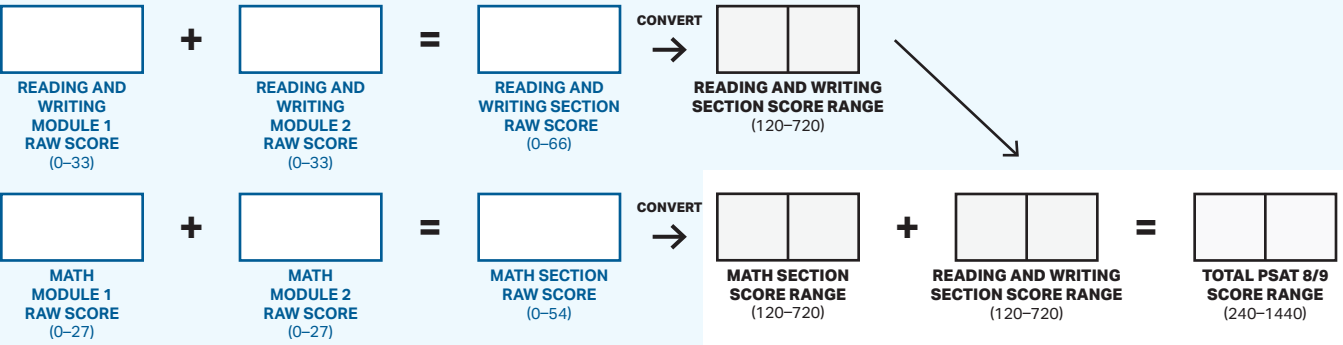 CONVERT
READING AND
WRITING
MODULE 1
RAW SCORE
(0–33)
+
READING AND
WRITING
MODULE 2
RAW SCORE
(0–33)
=
READING AND
WRITING SECTION
RAW SCORE
(0–66)
READING AND WRITING
SECTION SCORE RANGE
(120–720)
CONVERT
MATH
MODULE 1
RAW SCORE
(0–27)
+
MATH
MODULE 2
RAW SCORE
(0–27)
=
MATH SECTION
RAW SCORE
(0–54)
MATH SECTION
SCORE RANGE
(120–720)
+
READING AND WRITING
SECTION SCORE RANGE
(120–720)
=
TOTAL PSAT 8/9
SCORE RANGE
(240–1440)